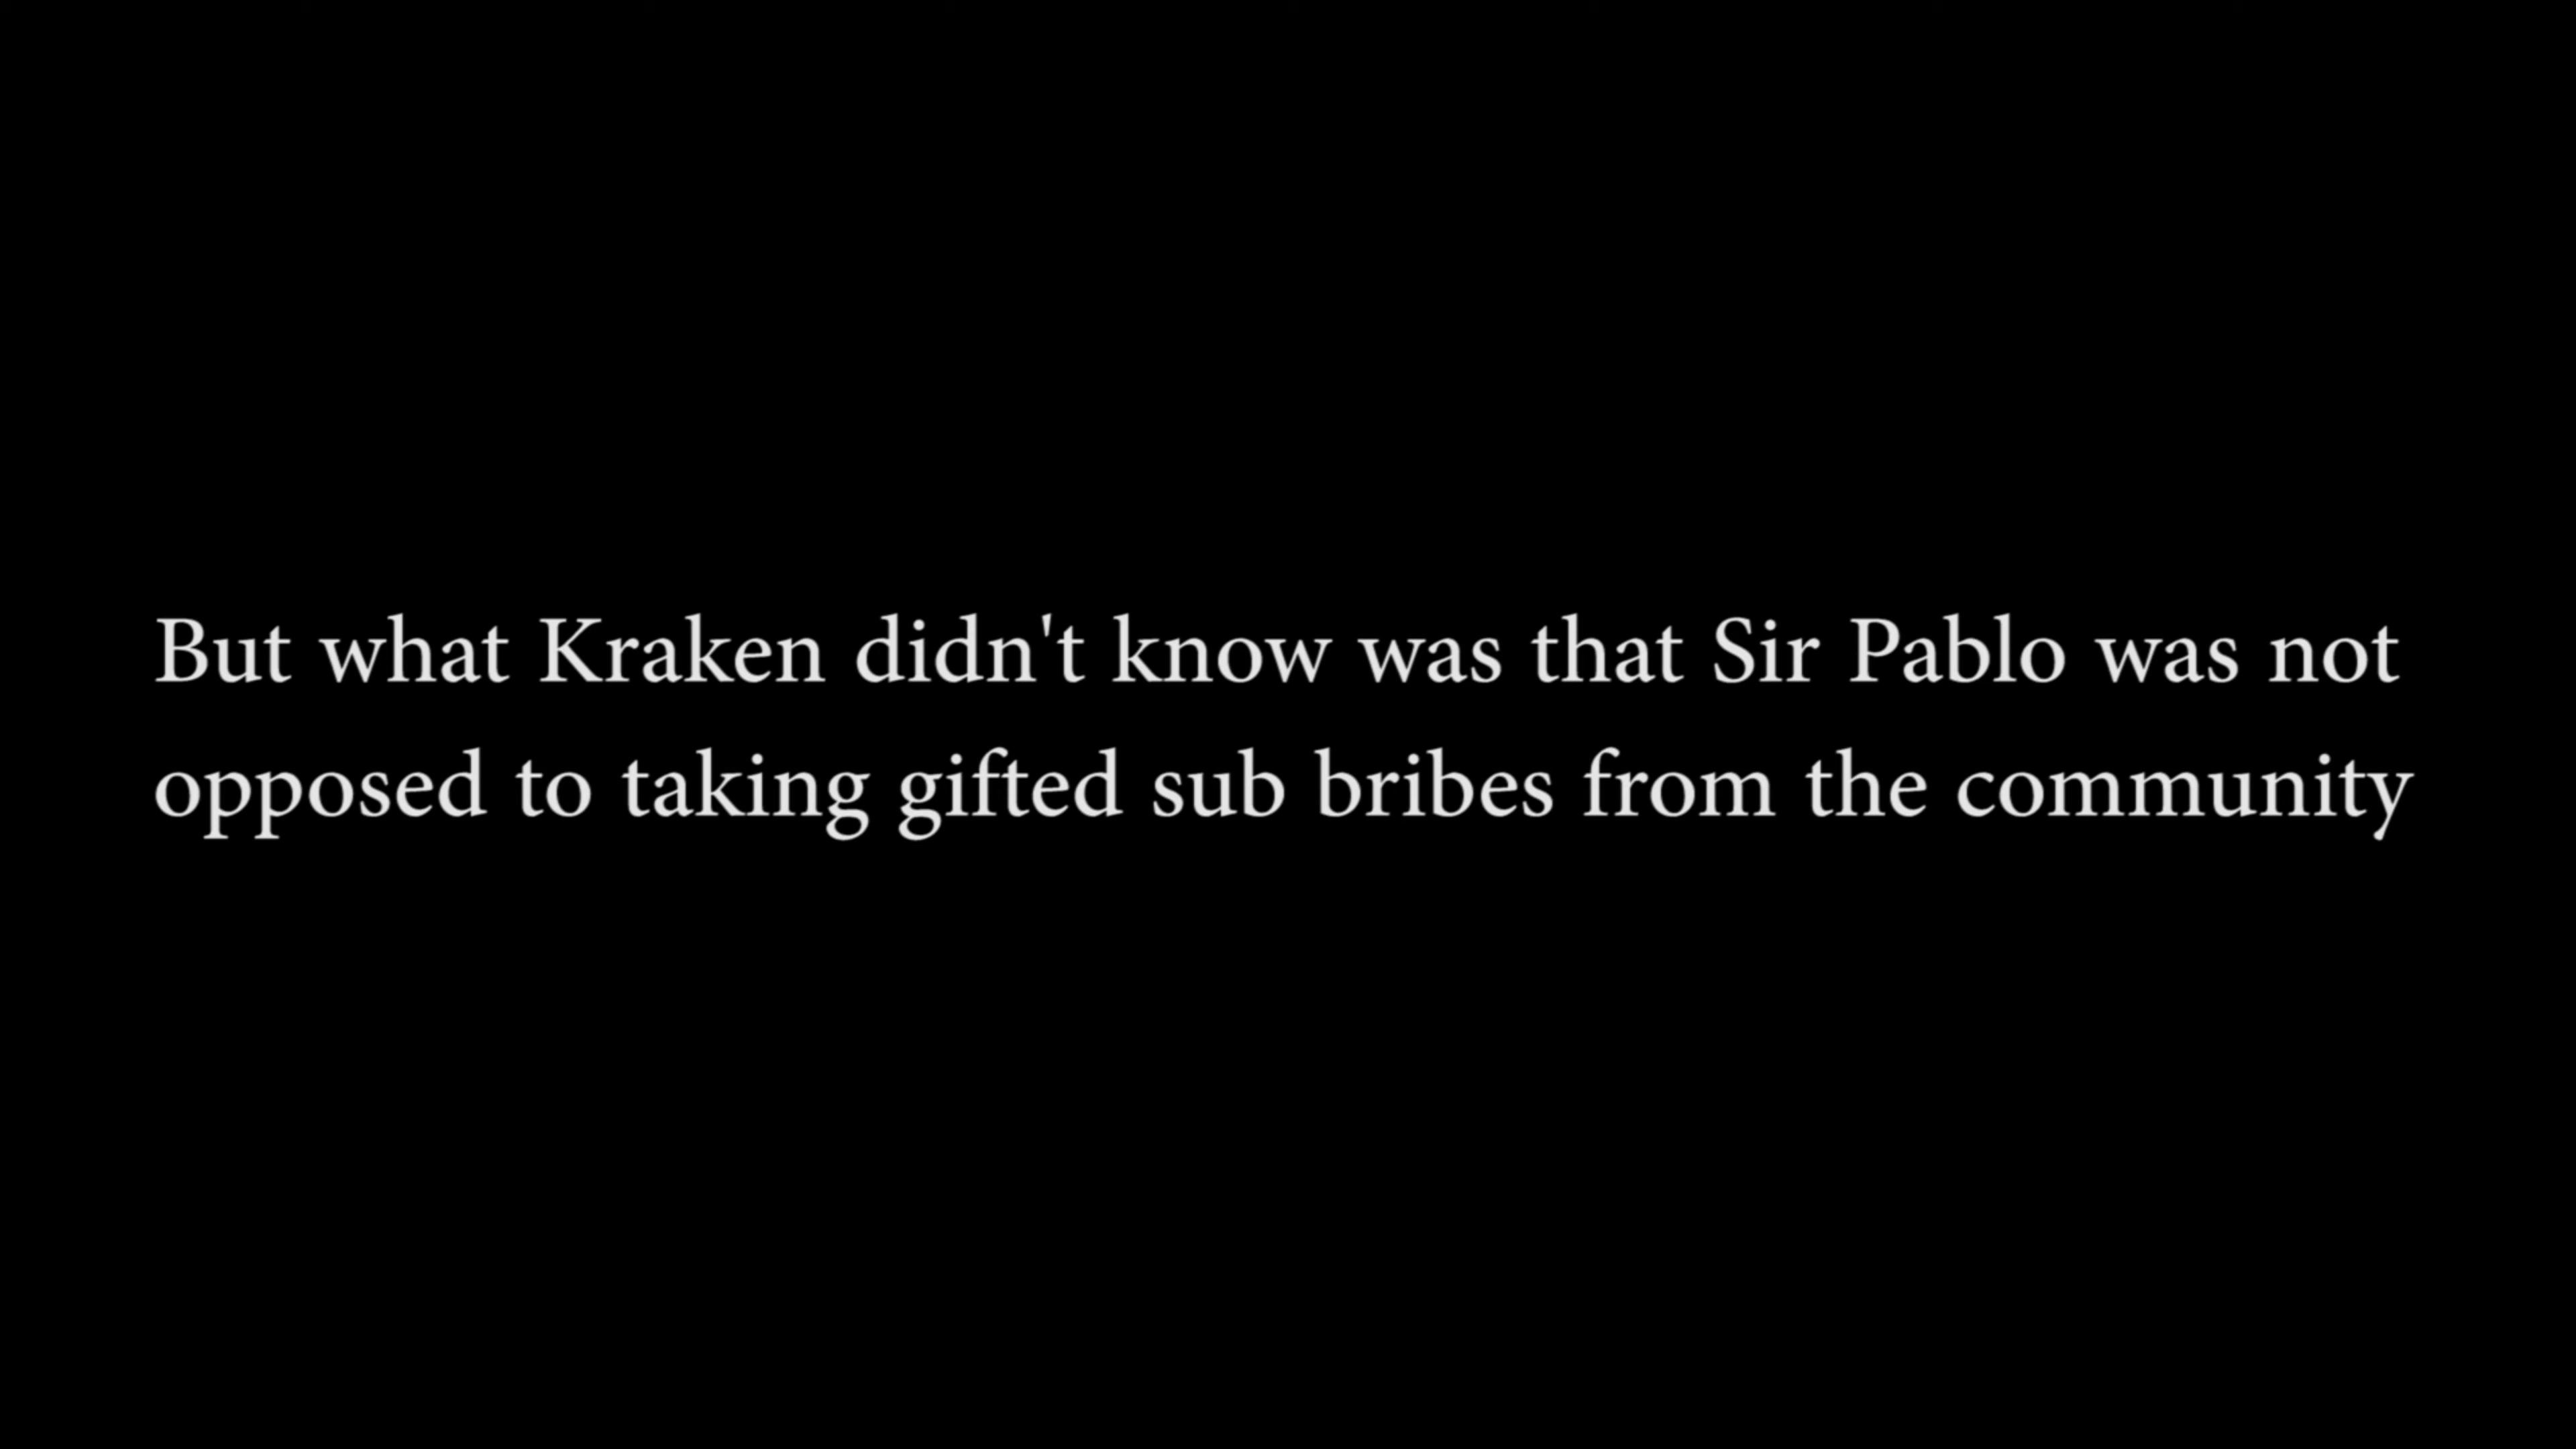 But what Kraken didn't know was that Sir Pablo was not
opposed to taking gifted sub bribes from the community